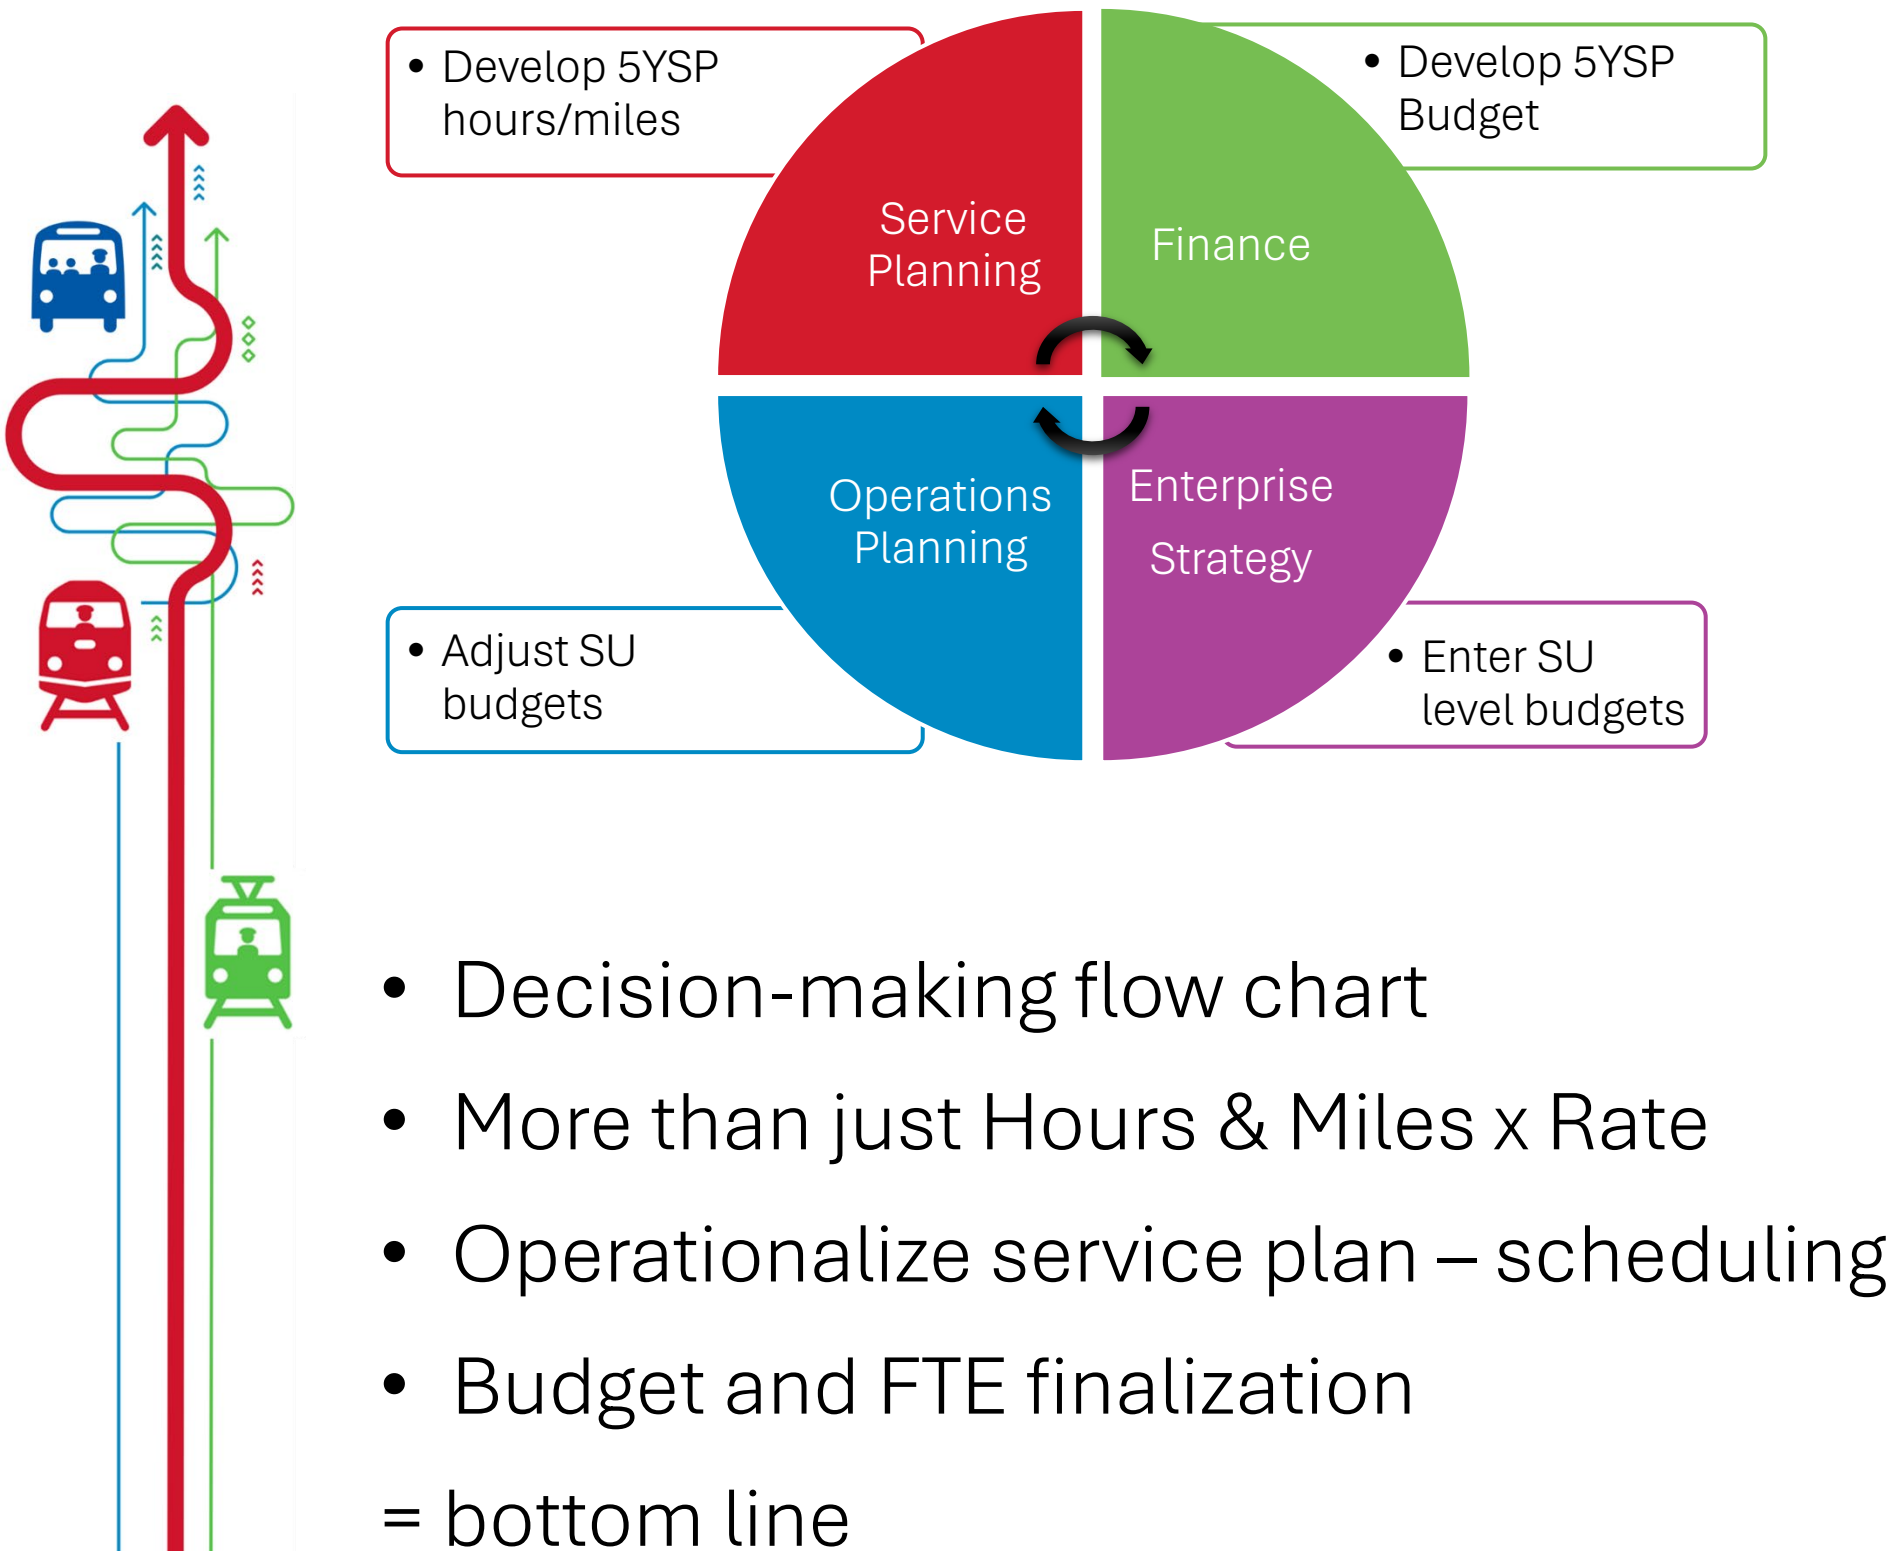 • Develop 5YSP
hours/miles
• Develop 5YSP
Budget
Service
Planning
Finance
Operations
Planning
Enterprise
Strategy
• Adjust SU
budgets
• Enter SU
level budgets
• Decision-making flow chart
• More than just Hours & Miles x Rate
• Operationalize service plan – scheduling
• Budget and FTE finalization
= bottom line